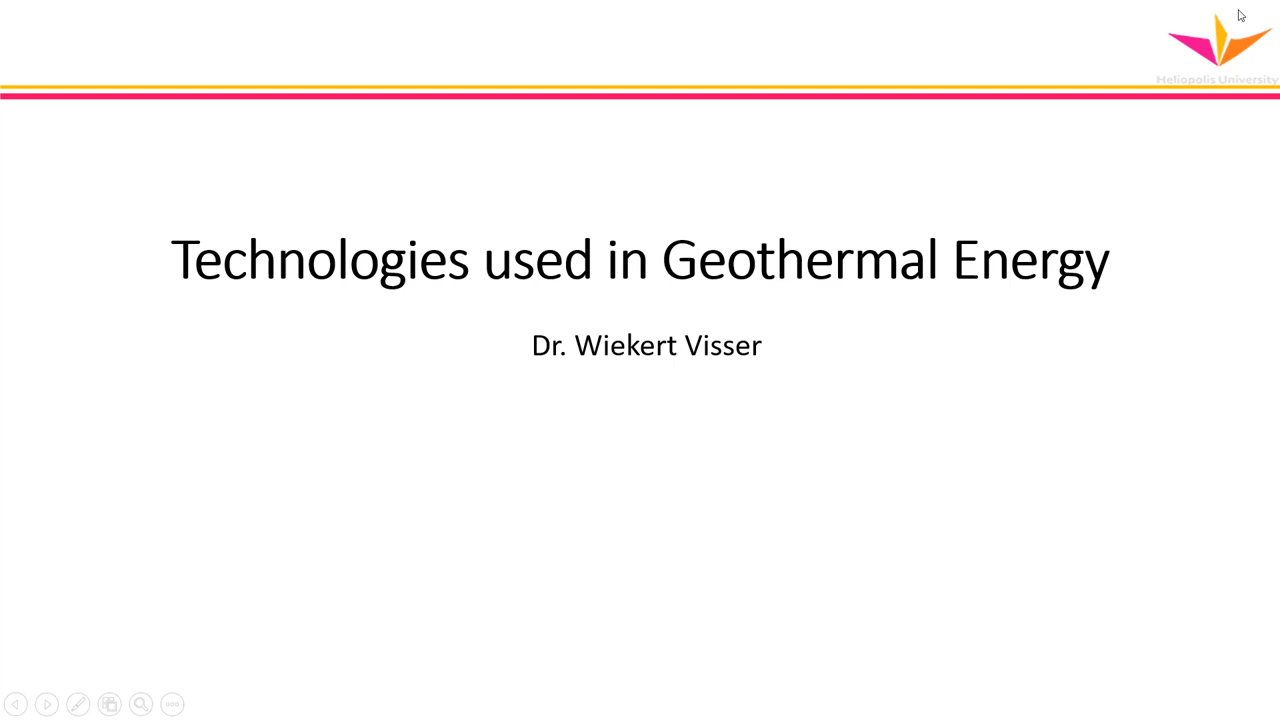 Heliopolis University
Technologies used in Geothermal Energy
Dr. Wiekert Visser